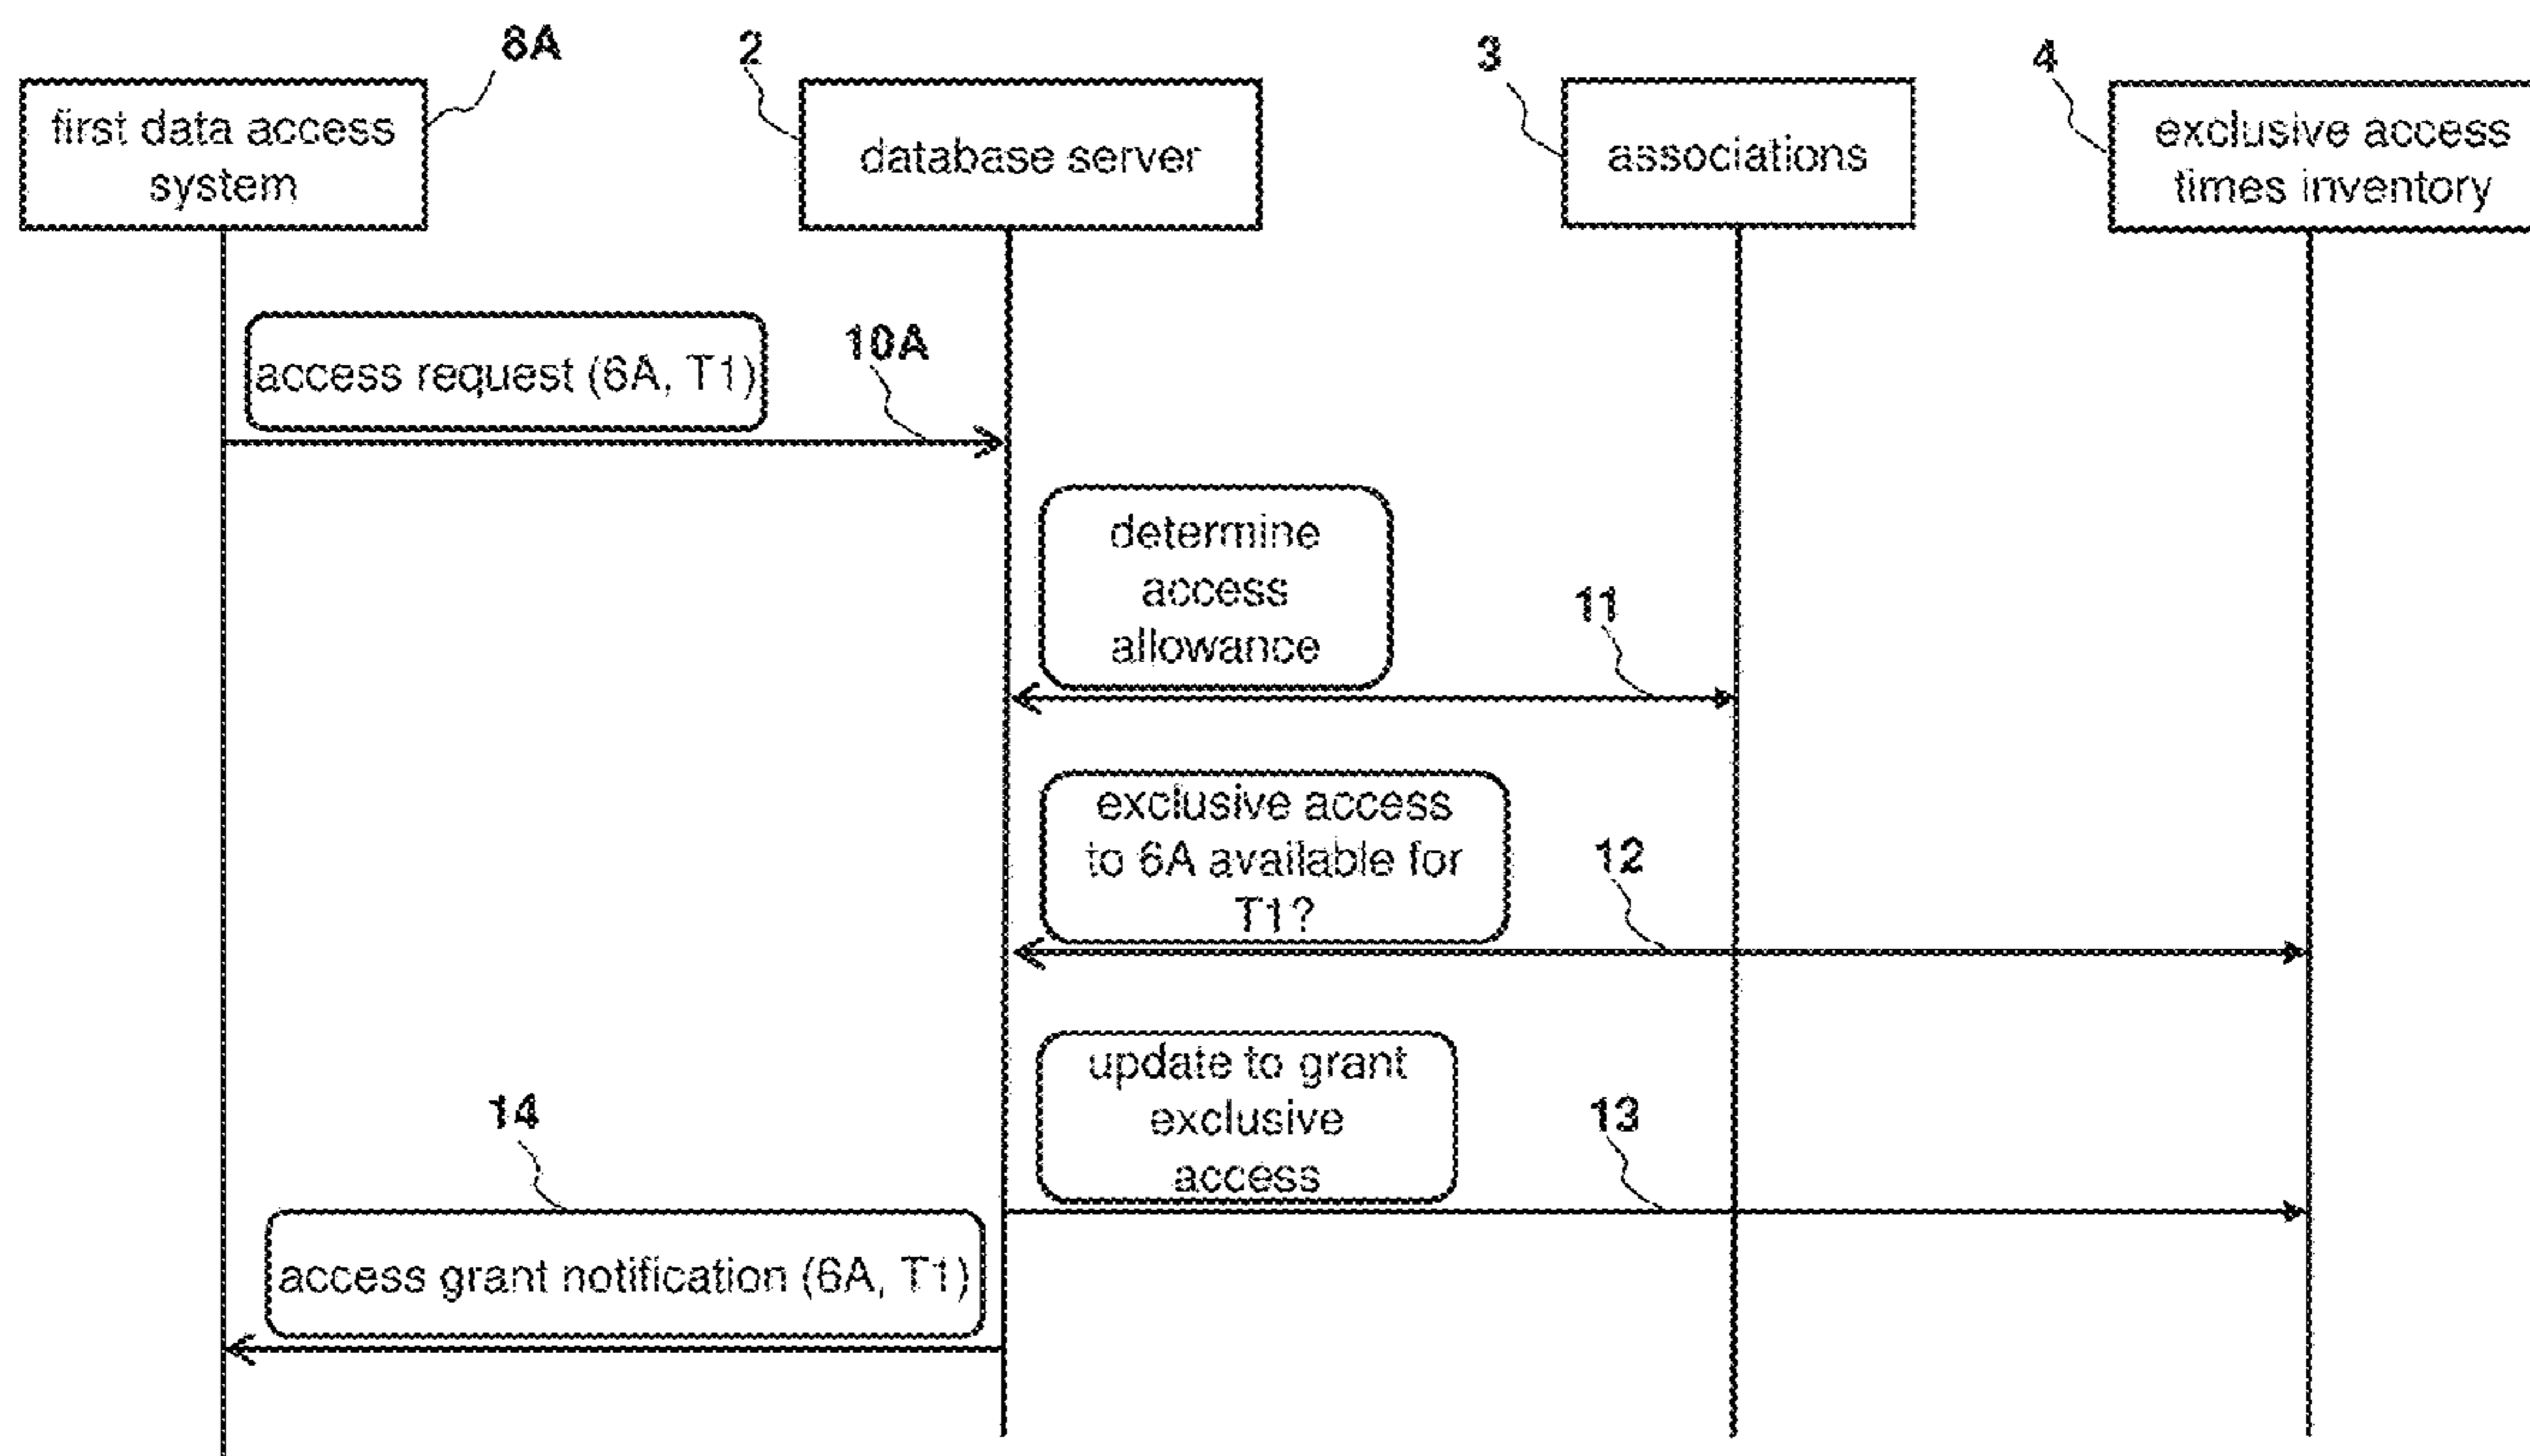 8A
2
3
4
first data access
system
database server
associations
exclusive access
times inventory
access request (6A, T1)
10A
determine
access
allowance
11
exclusive access
to 6A available for
T1?
12
update to grant
exclusive
access
13
14
access grant notification (6A, T1)